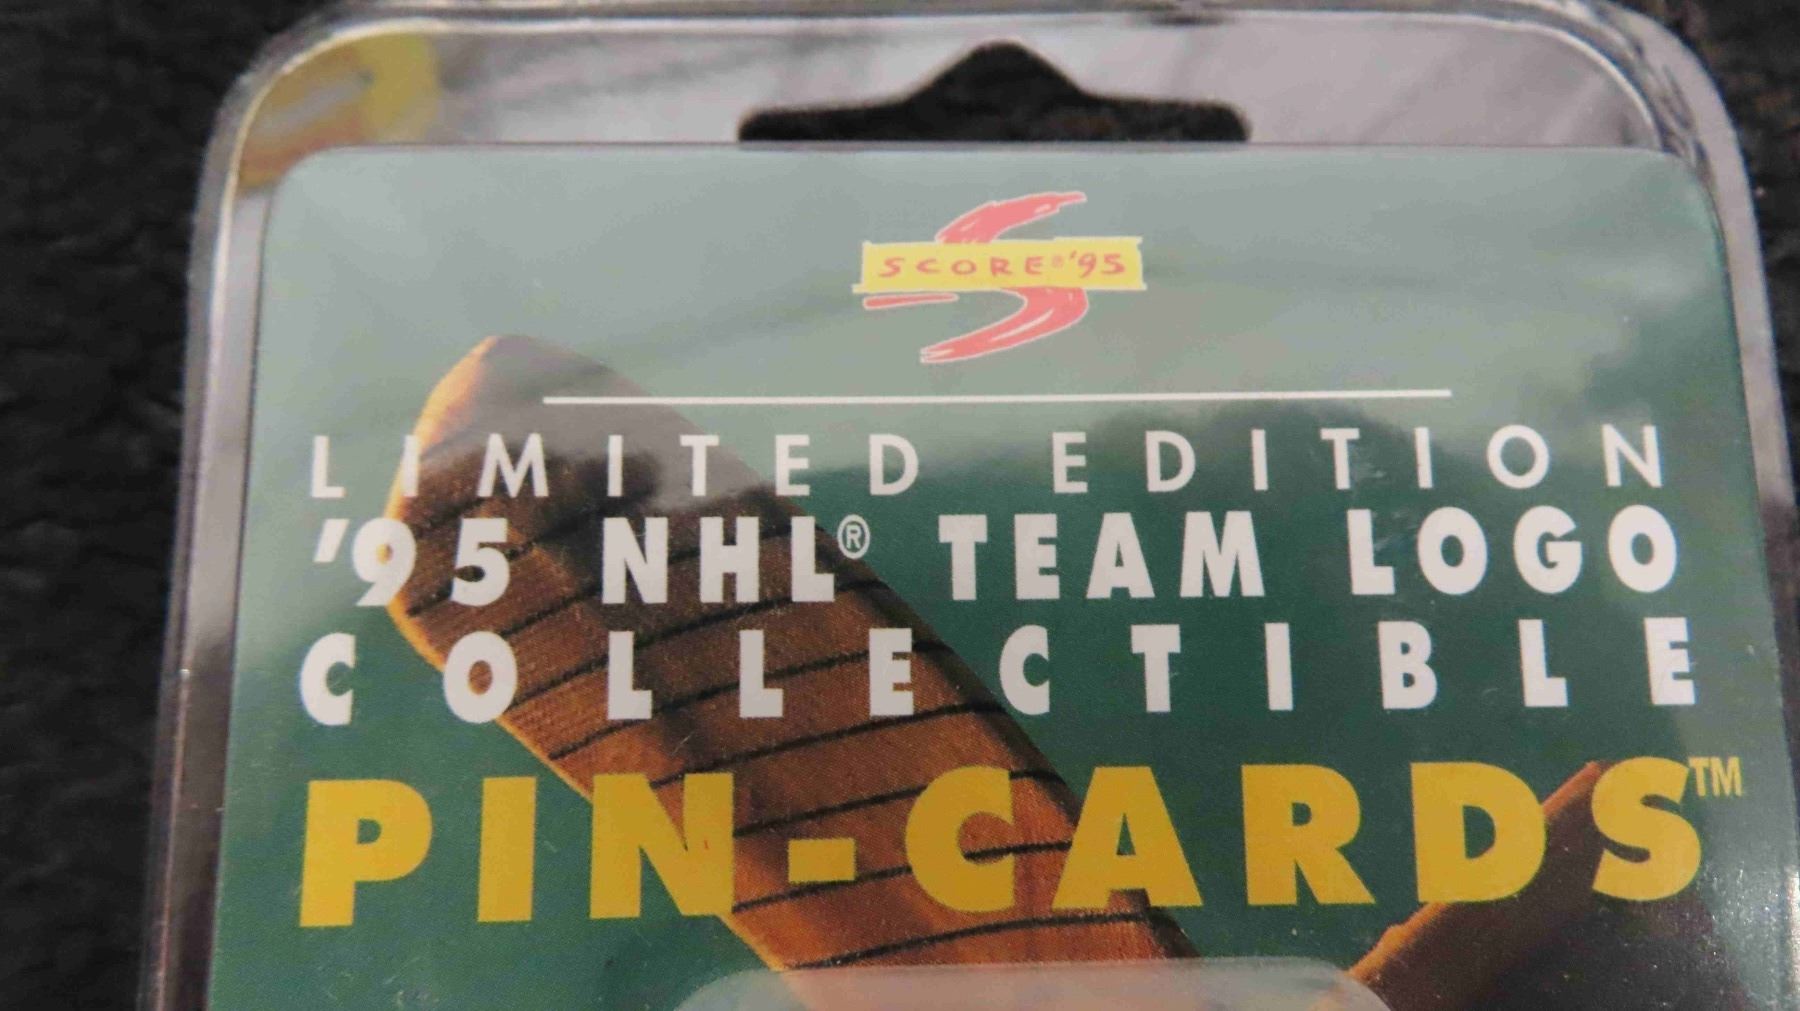 SCORE®'95
LIMITED EDITION
'95 NHL® TEAM LOGO
COLLECTIBLE
PIN-CARDS™